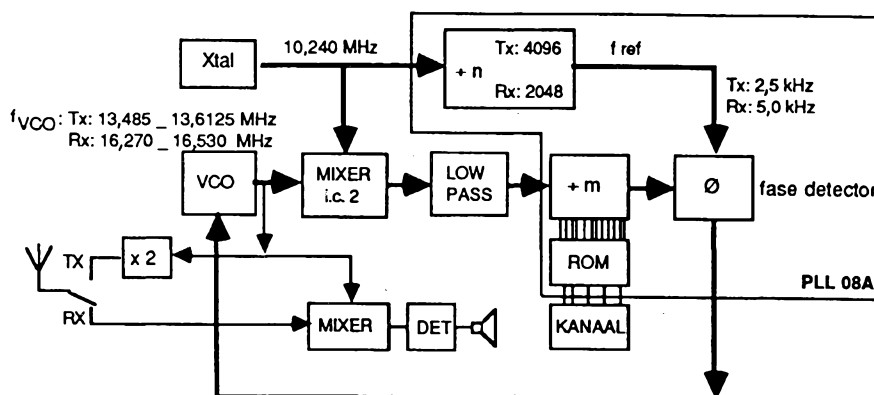 Xtal
10,240 MHz
÷ n
Tx: 4096
Rx: 2048
f ref
Tx: 2,5 kHz
Rx: 5,0 kHz
fVCO: Tx: 13,485 _ 13,6125 MHz
Rx: 16,270 _ 16,530 MHz
VCO
MIXER
i.c. 2
LOW
PASS
÷ m
Ø
fase detector
TX
x 2
ROM
PLL 08A
RX
MIXER
DET
KANAAL